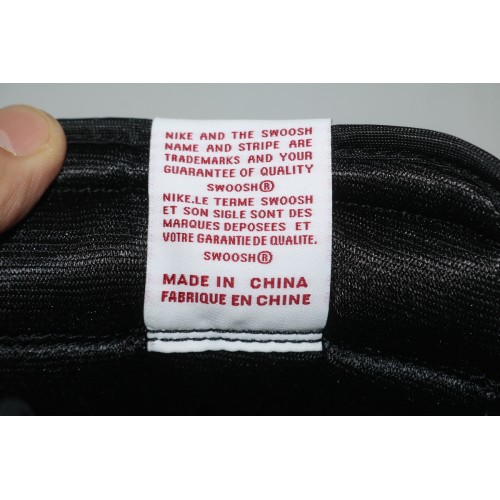 NIKE AND THE SWOOSH
NAME AND STRIPE ARE
TRADEMARKS AND YOUR
GUARANTEE OF QUALITY
SWOOSH®
NIKE.LE TERME SWOOSH
ET SON SIGLE SONT DES
MARQUES DEPOSEES ET
VOTRE GARANTIE DE QUALITE.
SWOOSH®
MADE IN CHINA
FABRIQUE EN CHINE